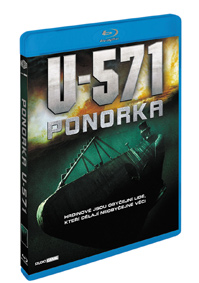 U-571
PONORKA
HRDINOVÉ JSOU OBYČEJNÍ LIDÉ,
KTEŘÍ DĚLAJÍ NEOBYČEJNÉ VĚCI
PONORKA U-571